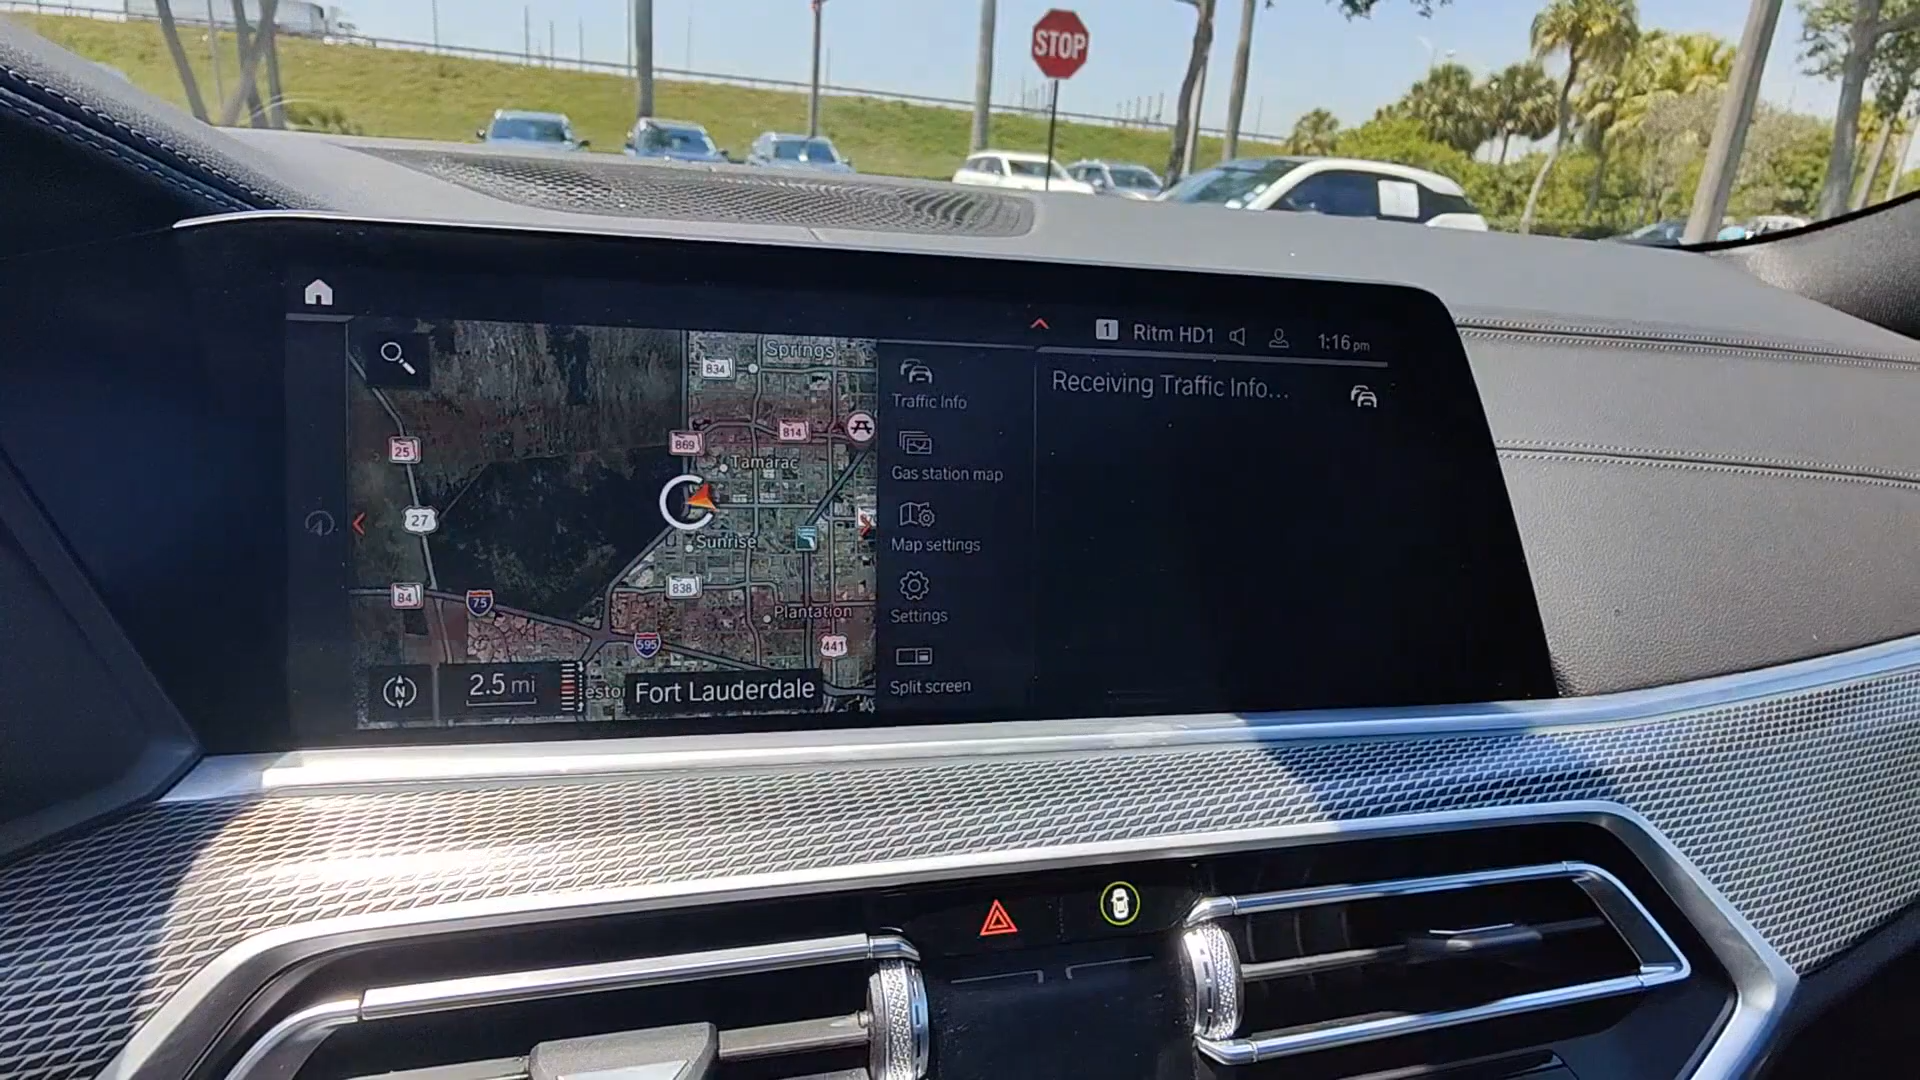 STOP
1 Ritm HD1 1:16 pm
Springs
834
869
814
25
Tamarac
27
Sunrise
838
84
75
Plantation
595
441
N
2.5 mi
Fort Lauderdale
Traffic Info
Gas station map
Map settings
Settings
Split screen
Receiving Traffic Info...